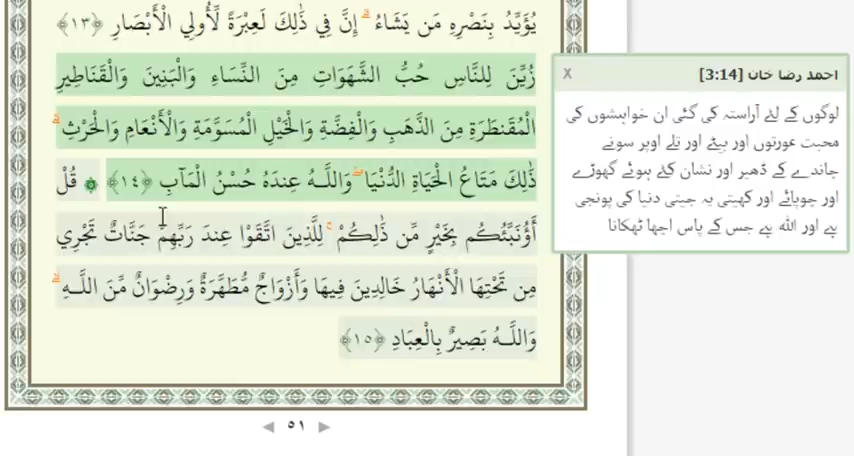 يُؤَيِّدُ بِنَصْرِهِ مَن يَشَاءُ ۗ إِنَّ فِي ذَٰلِكَ لَعِبْرَةً لِّأُولِي الْأَبْصَارِ ﴿١٣﴾
زُيِّنَ لِلنَّاسِ حُبُّ الشَّهَوَاتِ مِنَ النِّسَاءِ وَالْبَنِينَ وَالْقَنَاطِيرِ
الْمُقَنطَرَةِ مِنَ الذَّهَبِ وَالْفِضَّةِ وَالْخَيْلِ الْمُسَوَّمَةِ وَالْأَنْعَامِ وَالْحَرْثِ ۗ
ذَٰلِكَ مَتَاعُ الْحَيَاةِ الدُّنْيَا ۖ وَاللَّـهُ عِندَهُ حُسْنُ الْمَآبِ ﴿١٤﴾ ۞ قُلْ
أَؤُنَبِّئُكُم بِخَيْرٍ مِّن ذَٰلِكُمْ ۚ لِلَّذِينَ اتَّقَوْا عِندَ رَبِّهِمْ جَنَّاتٌ تَجْرِي
مِن تَحْتِهَا الْأَنْهَارُ خَالِدِينَ فِيهَا وَأَزْوَاجٌ مُّطَهَّرَةٌ وَرِضْوَانٌ مِّنَ اللَّـهِ ۗ
وَاللَّـهُ بَصِيرٌ بِالْعِبَادِ ﴿١٥﴾
◀ ٥١ ▶
احمد رضا خان [3:14] X
لوگوں کے لئے آراستہ کی گئی ان خواہشوں کی
محبت عورتوں اور بیٹے اور تلے اوپر سونے
چاندے کے ڈھیر اور نشان کئے ہوئے گھوڑے
اور چوپائے اور کھیتی یہ جیتی دنیا کی پونجی
ہے اور اللہ ہے جس کے پاس اچھا ٹھکانا